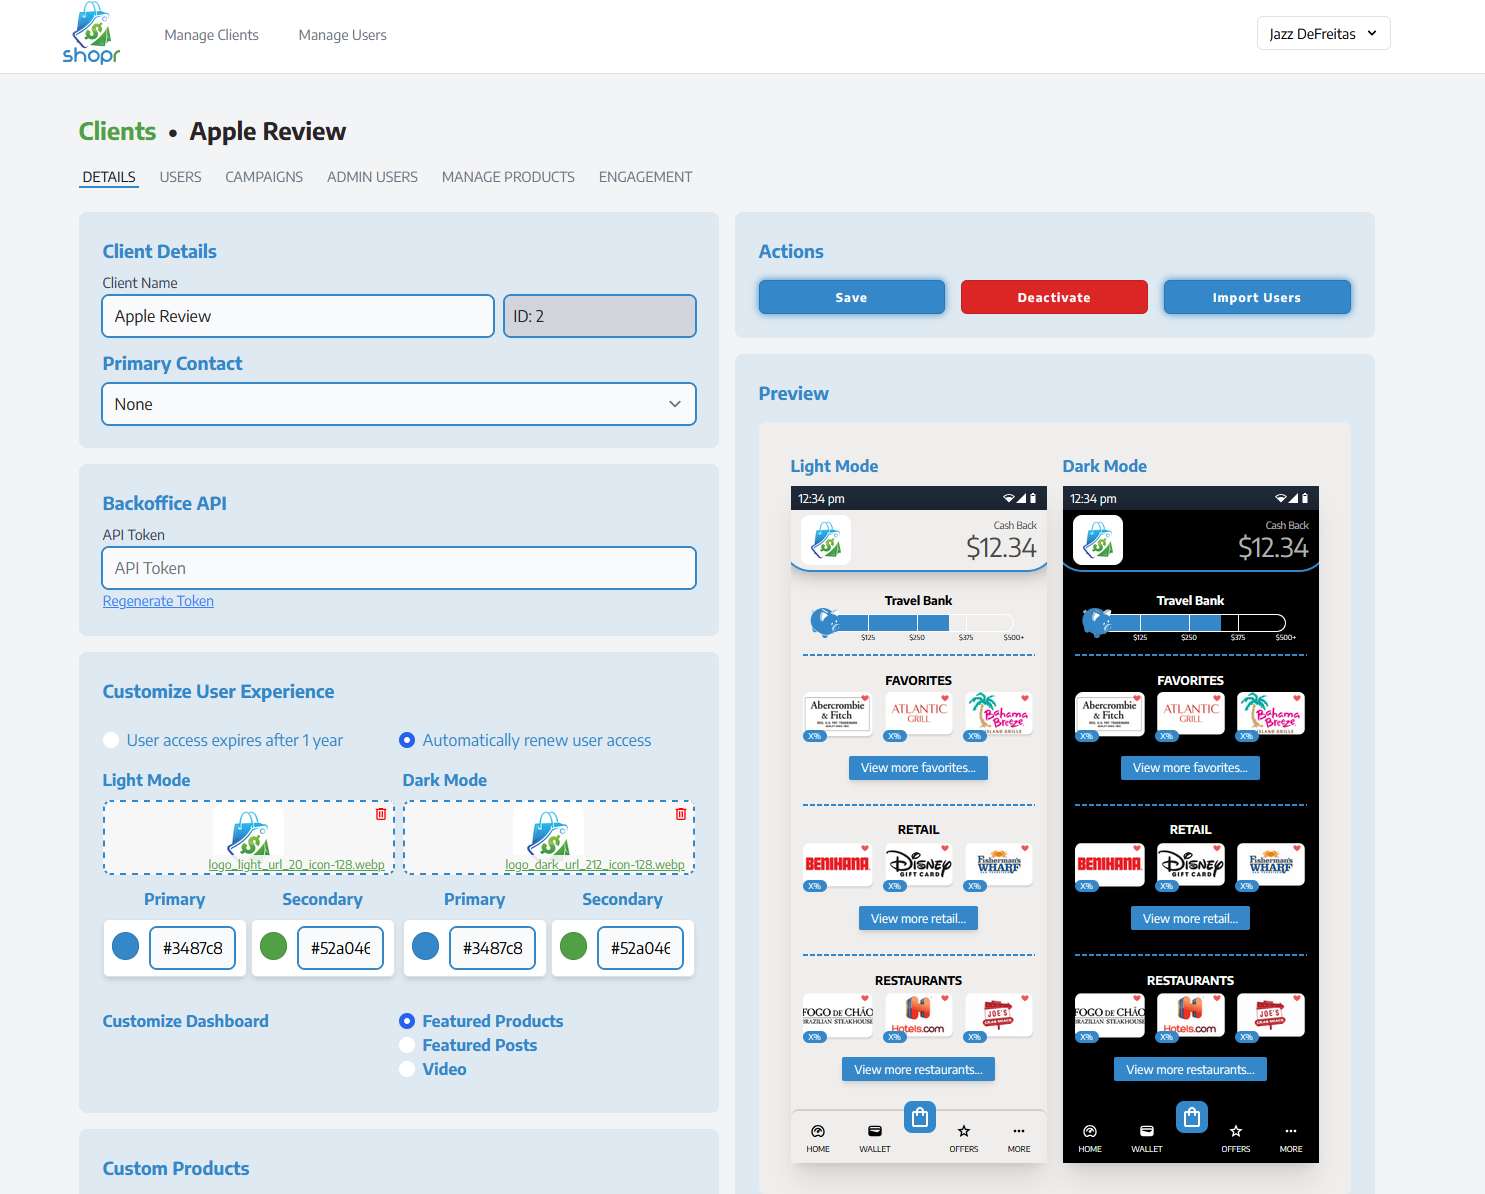 shopr
Manage Clients
Manage Users
Jazz DeFreitas
Clients • Apple Review
DETAILS
USERS
CAMPAIGNS
ADMIN USERS
MANAGE PRODUCTS
ENGAGEMENT
Client Details
Client Name
Apple Review
ID: 2
Primary Contact
None
Backoffice API
API Token
API Token
Regenerate Token
Customize User Experience
User access expires after 1 year
Automatically renew user access
Light Mode
Dark Mode
logo_light_url_20_icon-128.webp
logo_dark_url_212_icon-128.webp
Primary
Secondary
Primary
Secondary
#3487c8
#52a046
#3487c8
#52a046
Customize Dashboard
Featured Products
Featured Posts
Video
Custom Products
Actions
Save
Deactivate
Import Users
Preview
Light Mode
12:34 pm
Cash Back
$12.34
Travel Bank
$125 $250 $375 $500+
FAVORITES
Abercrombie
& Fitch
ATLANTIC
GRILL
Bahama
Breeze
ISLAND GRILLE
X% X% X%
View more favorites...
RETAIL
BENIHANA
Disney
GIFT CARD
Fisherman's
WHARF
X% X% X%
View more retail...
RESTAURANTS
FOGO DE CHÃO
BRAZILIAN STEAKHOUSE
Hotels.com
JOE'S
CRAB SHACK
X% X% X%
View more restaurants...
HOME
WALLET
OFFERS
MORE
Dark Mode
12:34 pm
Cash Back
$12.34
Travel Bank
$125 $250 $375 $500+
FAVORITES
Abercrombie
& Fitch
ATLANTIC
GRILL
Bahama
Breeze
ISLAND GRILLE
X% X% X%
View more favorites...
RETAIL
BENIHANA
Disney
GIFT CARD
Fisherman's
WHARF
X% X% X%
View more retail...
RESTAURANTS
FOGO DE CHÃO
BRAZILIAN STEAKHOUSE
Hotels.com
JOE'S
CRAB SHACK
X% X% X%
View more restaurants...
HOME
WALLET
OFFERS
MORE